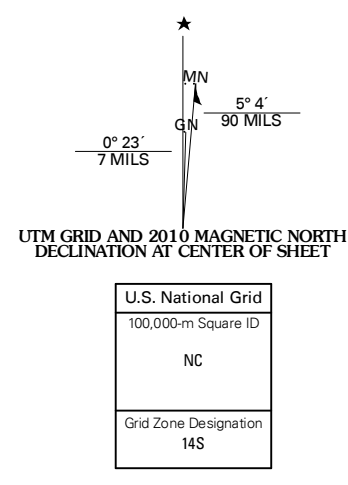 ★
MN
5° 4´
90 MILS
GN
0° 23´
7 MILS
UTM GRID AND 2010 MAGNETIC NORTH
DECLINATION AT CENTER OF SHEET
U.S. National Grid
100,000-m Square ID
NC
Grid Zone Designation
14S